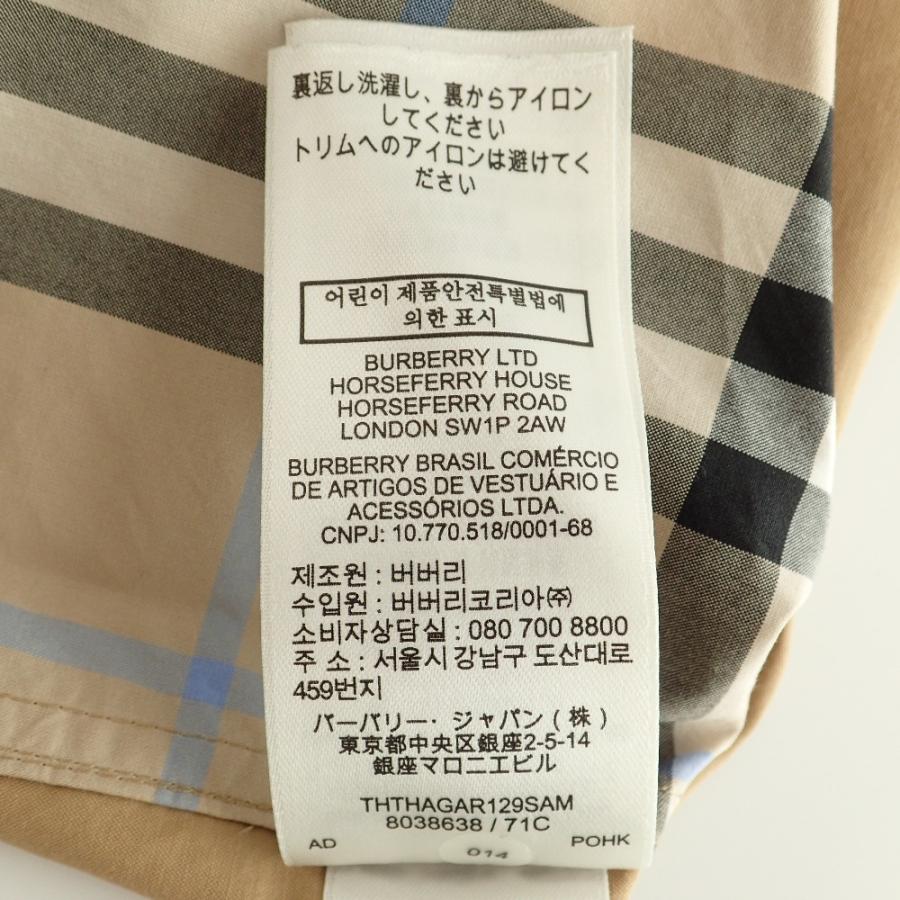 裏返し洗濯し、裏からアイロン
してください
トリムへのアイロンは避けてく
ださい
어린이 제품안전특별법에
의한 표시
BURBERRY LTD
HORSEFERRY HOUSE
HORSEFERRY ROAD
LONDON SW1P 2AW
BURBERRY BRASIL COMÉRCIO
DE ARTIGOS DE VESTUÁRIO E
ACESSÓRIOS LTDA.
CNPJ: 10.770.518/0001-68
제조원 : 버버리
수입원 : 버버리코리아㈜
소비자상담실 : 080 700 8800
주 소 : 서울시 강남구 도산대로
459번지
バーバリー・ジャパン(株)
東京都中央区銀座2-5-14
銀座マロニエビル
THTHAGAR129SAM
8038638 / 71C
AD 014 POHK